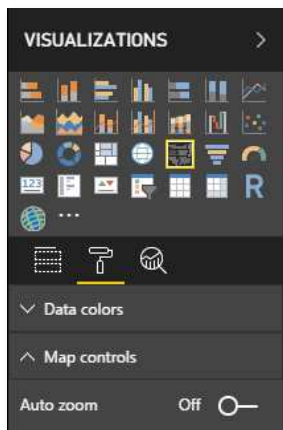 VISUALIZATIONS
123
R
Data colors
Map controls
Auto zoom Off